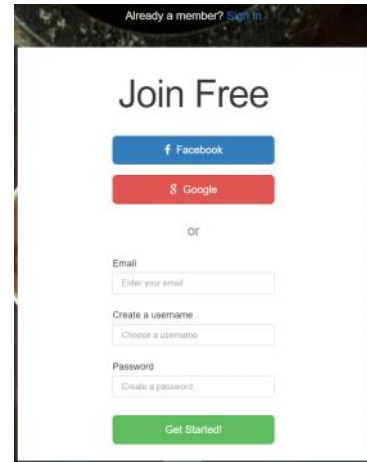 Already a member? Sign In
Join Free
f Facebook
8 Google
or
Email
Enter your email
Create a username
Choose a username
Password
Create a password
Get Started!